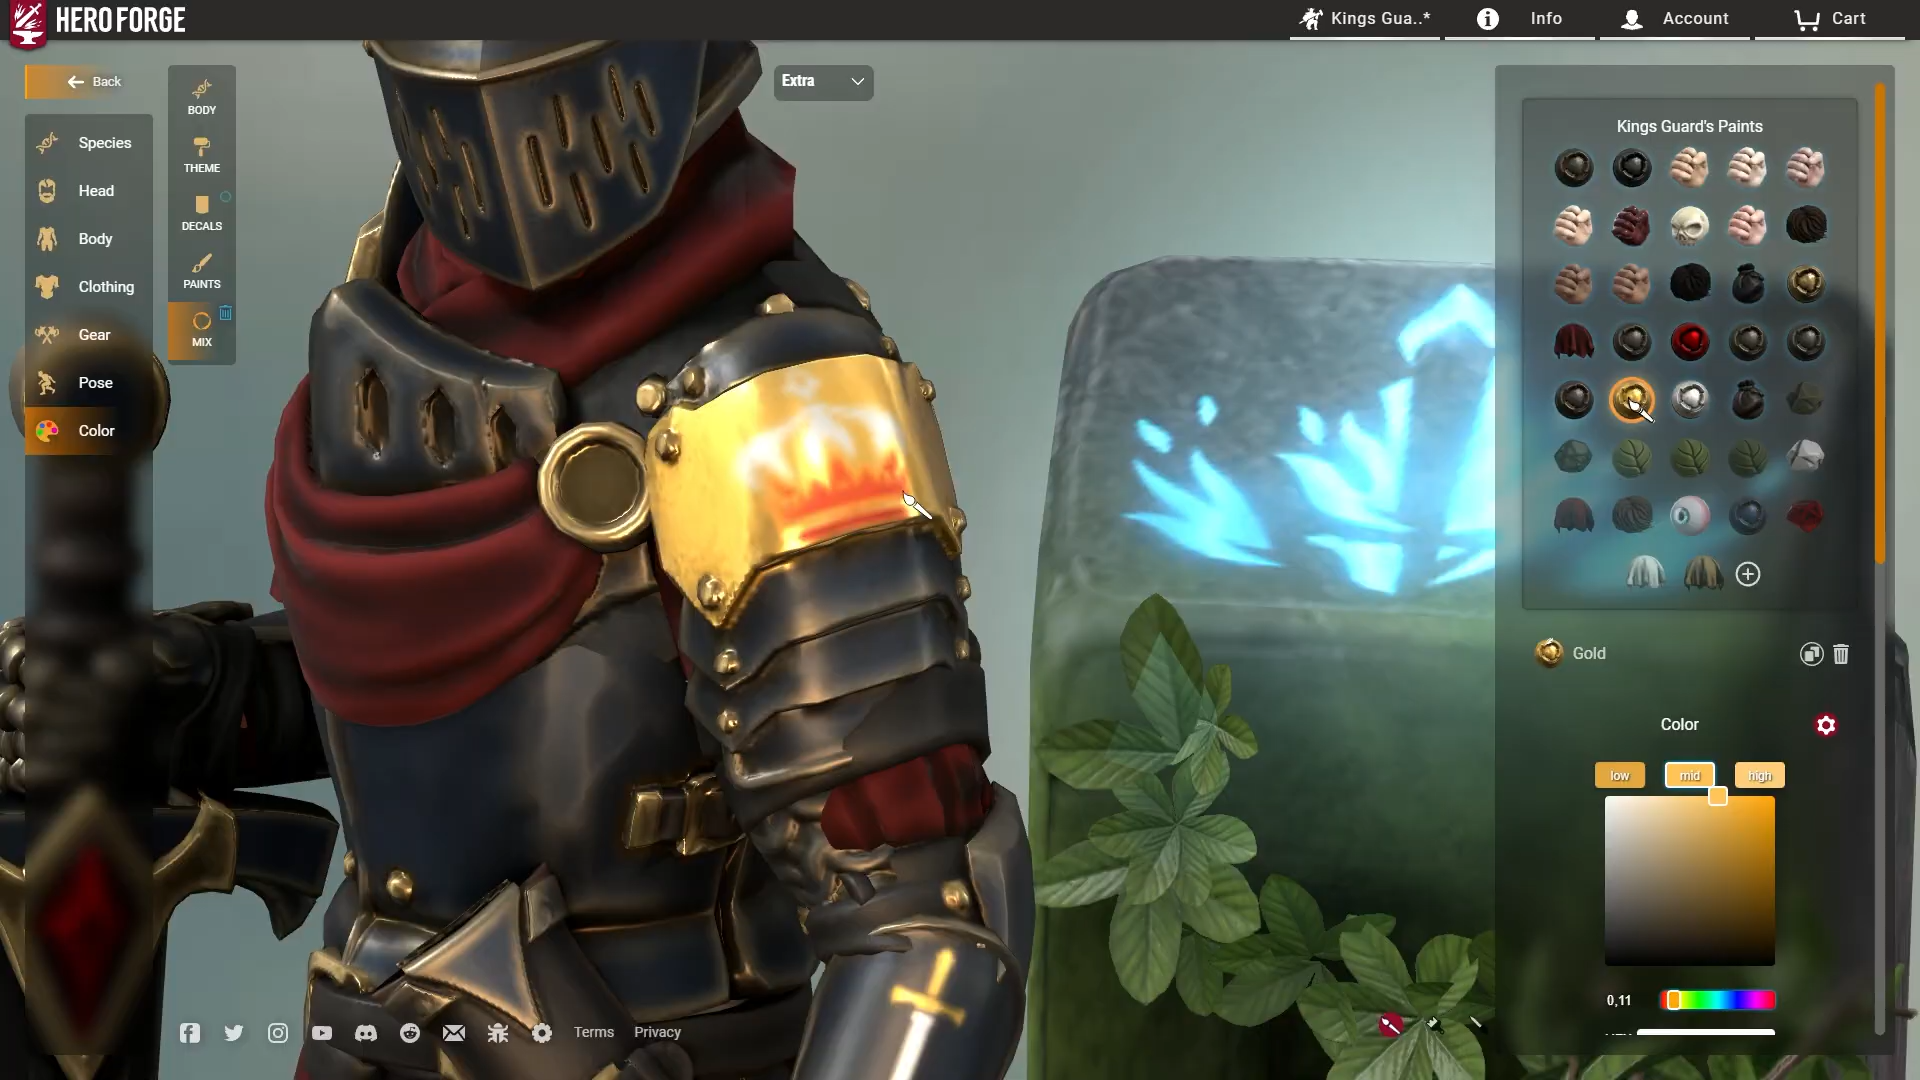 HERO FORGE
Kings Gua..*
Info
Account
Cart
Back
Species
Head
Body
Clothing
Gear
Pose
Color
BODY
THEME
DECALS
PAINTS
MIX
Extra
Kings Guard's Paints
Gold
Color
low mid high
0,11
Terms Privacy